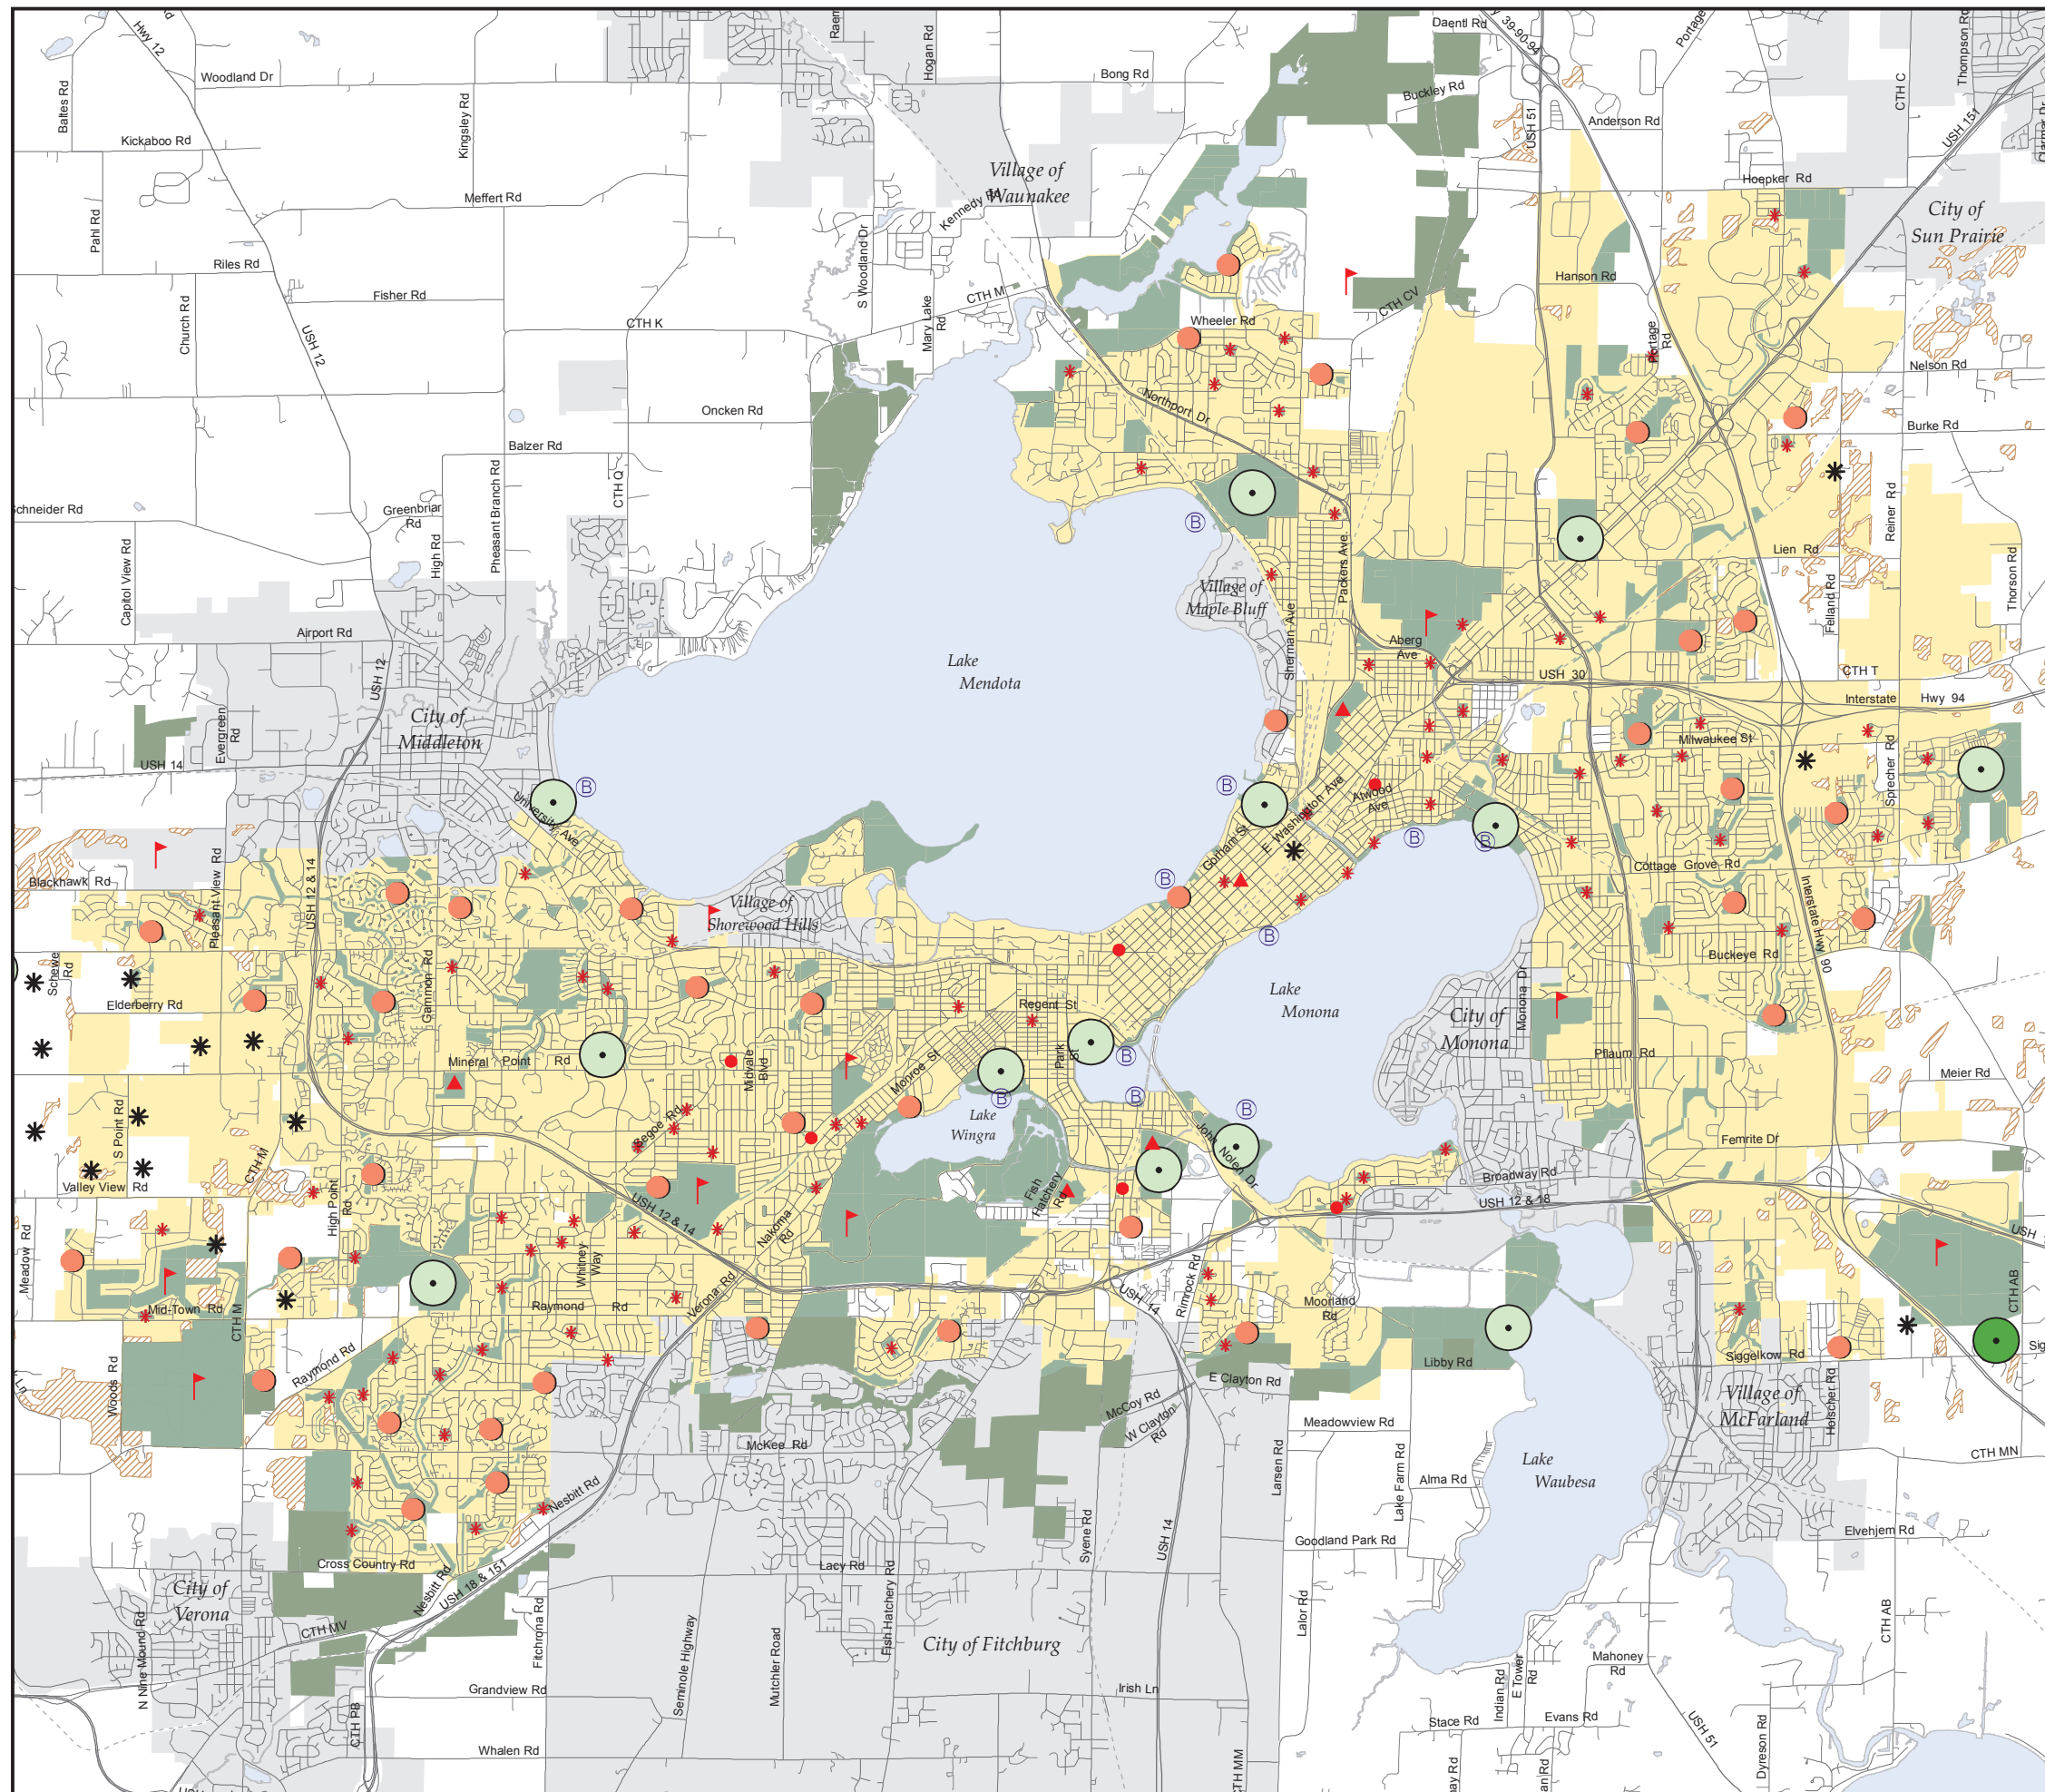 Hwy 12
Raem
Hogan Rd
Daentl Rd
39-90-94
Portage
Thompson Rd
Baltes Rd
Woodland Dr
Kingsley Rd
Bong Rd
Buckley Rd
USH 51
CTH C
USH 151
Kickaboo Rd
Anderson Rd
Village of
Waunakee
Hoepker Rd
Meffert Rd
Kennedy Rd
Pahl Rd
City of
Sun Prairie
S Woodland Dr
Riles Rd
Fisher Rd
Church Rd
USH 12
CTH M
Mary Lake
Rd
CTH K
Hanson Rd
CTH CV
Wheeler Rd
Portage
Rd
Nelson Rd
Oncken Rd
Northport Dr
Burke Rd
Balzer Rd
Pheasant Branch Rd
CTH Q
Schneider Rd
Greenbriar
Rd
High Rd
Capitol View Rd
Reiner Rd
B
Lien Rd
Packers Ave
Village of
Maple Bluff
Felland Rd
Thorson Rd
Sherman Ave
Airport Rd
Aberg
Ave
Lake
Mendota
USH 12
USH 30
CTH T
Interstate Hwy 94
Evergreen
Rd
City of
Middleton
Milwaukee St
USH 14
Sprecher Rd
B
B
University Ave
E Washington Ave
Atwood
Ave
Gorham St
B
B
Cottage Grove Rd
Blackhawk Rd
Pleasant View Rd
USH 12 & 14
B
Village of
Shorewood Hills
Interstate Hwy 90
B
Buckeye Rd
Schewe
Rd
Elderberry Rd
Gammon Rd
Regent St
Lake
Monona
City of
Monona
Monona Dr
Mineral Point Rd
Midvale
Blvd
Monroe St
Park
St
B
Pflaum Rd
Meier Rd
B
B
B
S Point Rd
Segoe Rd
Lake
Wingra
John Nolen Dr
Femrite Dr
CTH M
Valley View Rd
High Point
Rd
Fish
Hatchery
Rd
Broadway Rd
USH 12 & 18
USH 12 & 14
Nakoma
Rd
Meadow Rd
Whitney
Way
USH
Mid-Town Rd
CTH M
Raymond Rd
Verona Rd
USH 14
Rimrock Rd
Moorland
Rd
CTH AB
Raymond Rd
Woods Rd
Libby Rd
Siggelkow Rd
Sig
E Clayton Rd
McCoy Rd
W Clayton
Rd
Meadowview Rd
Village of
McFarland
Holscher Rd
McKee Rd
Larsen Rd
Lake Farm Rd
Alma Rd
Lake
Waubesa
CTH MN
Nesbitt Rd
Syene Rd
USH 14
Goodland Park Rd
Elvehjem Rd
Cross Country Rd
Lacy Rd
City of
Verona
Nesbitt Rd
USH 18 & 151
Fitchrona Rd
Fish Hatchery Rd
Lalor Rd
CTH AB
N Nine Mound Rd
CTH MV
Seminole Highway
Mutchler Road
City of Fitchburg
Mahoney
Rd
Indian Rd
E Tower
Rd
Grandview Rd
Irish Ln
CTH PB
Stace Rd
Evans Rd
USH 51
Dyreson Rd
Whalen Rd
CTH MM